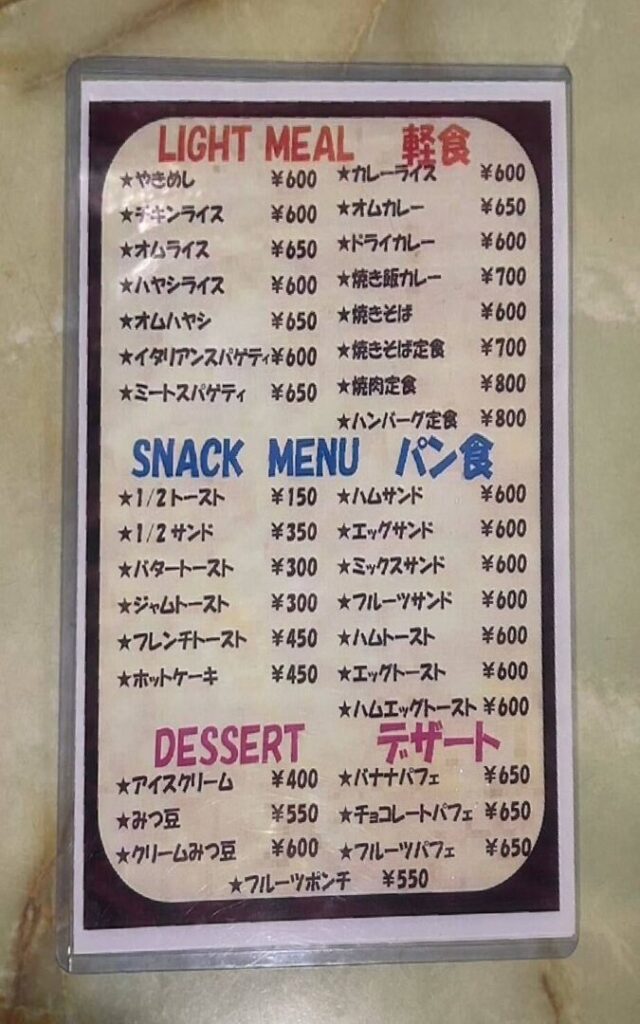 LIGHT MEAL 軽食
★やきめし ¥600
★チキンライス ¥600
★オムライス ¥650
★ハヤシライス ¥600
★オムハヤシ ¥650
★イタリアンスパゲティ ¥600
★ミートスパゲティ ¥650
★カレーライス ¥600
★オムカレー ¥650
★ドライカレー ¥600
★焼き飯カレー ¥700
★焼きそば ¥600
★焼きそば定食 ¥700
★焼肉定食 ¥800
★ハンバーグ定食 ¥800
SNACK MENU パン食
★1/2トースト ¥150
★1/2サンド ¥350
★バタートースト ¥300
★ジャムトースト ¥300
★フレンチトースト ¥450
★ホットケーキ ¥450
★ハムサンド ¥600
★エッグサンド ¥600
★ミックスサンド ¥600
★フルーツサンド ¥600
★ハムトースト ¥600
★エッグトースト ¥600
★ハムエッグトースト ¥600
DESSERT デザート
★アイスクリーム ¥400
★みつ豆 ¥550
★クリームみつ豆 ¥600
★バナナパフェ ¥650
★チョコレートパフェ ¥650
★フルーツパフェ ¥650
★フルーツポンチ ¥550